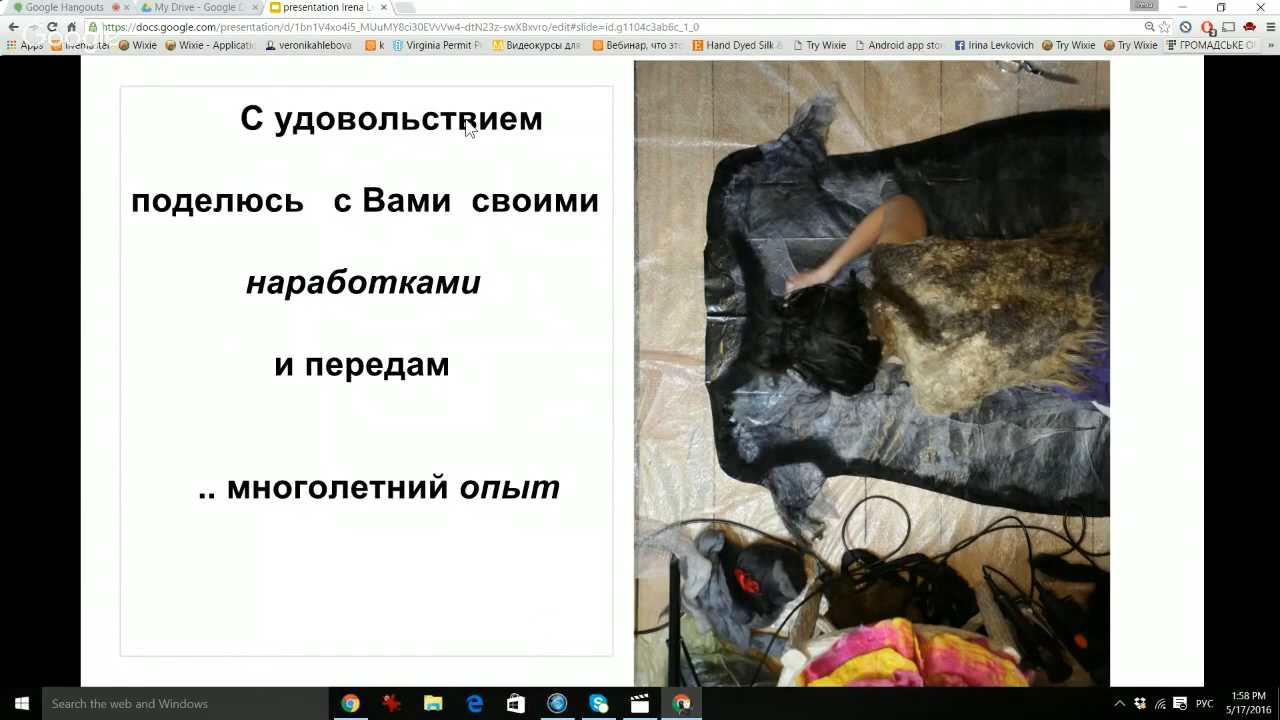 Google Hangouts
My Drive - Google D
presentation Irena Le
Irena
https://docs.google.com/presentation/d/1bn1V4xo4i5_MUuMY8ci30EVvVw4-dtN23z-swXBxvro/edit#slide=id.g1104c3ab6c_1_0
Google
Apps
Wixie
Wixie - Applicatio
veronikahlebova
k
Virginia Permit P
Видеокурсы для
Вебинар, что это
Hand Dyed Silk &
Try Wixie
Android app stor
Irina Levkovich
Try Wixie
Try Wixie
ГРОМАДСЬКЕ О
С удовольствием
поделюсь с Вами своими
наработками
и передам
.. многолетний опыт
Search the web and Windows
РУС
1:58 PM
5/17/2016